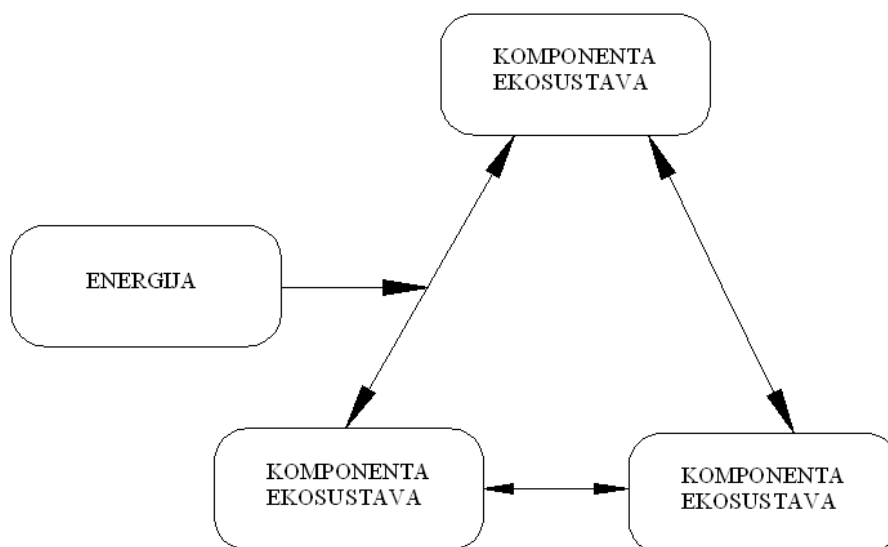 KOMPONENTA
EKOSUSTAVA
ENERGIJA
KOMPONENTA
EKOSUSTAVA
KOMPONENTA
EKOSUSTAVA